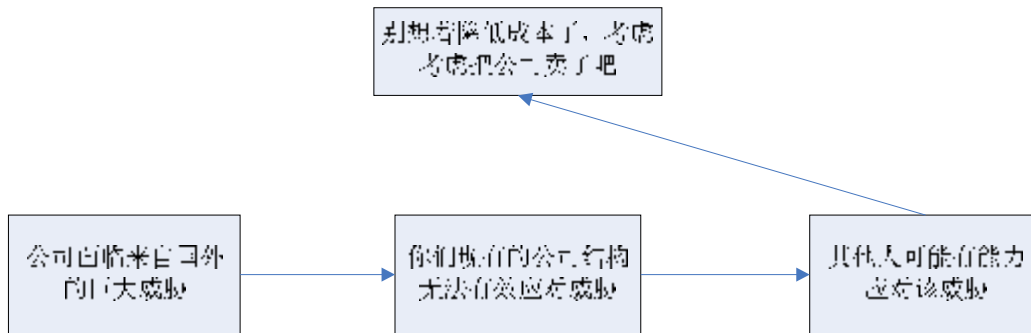 别想着降低成本了，考虑
考虑把公司卖了吧
公司面临来自国外
的巨大威胁
你们现有的公司结构
无法有效应对威胁
其他人可能有能力
应对该威胁